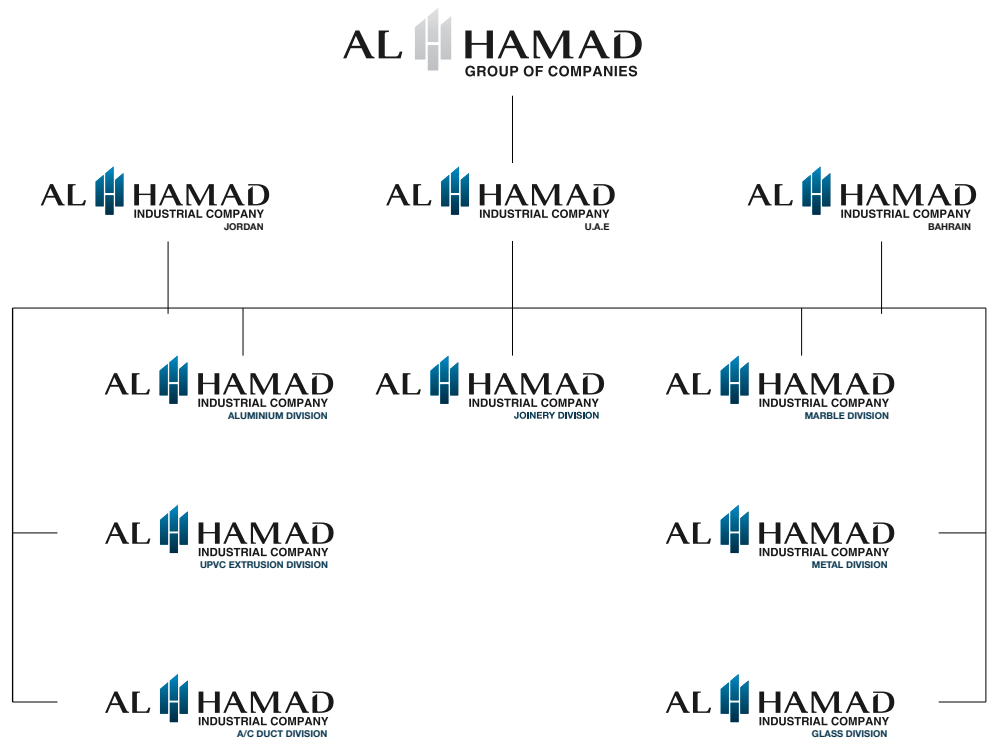 AL HAMAD
GROUP OF COMPANIES
AL HAMAD
INDUSTRIAL COMPANY
JORDAN
AL HAMAD
INDUSTRIAL COMPANY
U.A.E
AL HAMAD
INDUSTRIAL COMPANY
BAHRAIN
AL HAMAD
INDUSTRIAL COMPANY
ALUMINIUM DIVISION
AL HAMAD
INDUSTRIAL COMPANY
JOINERY DIVISION
AL HAMAD
INDUSTRIAL COMPANY
MARBLE DIVISION
AL HAMAD
INDUSTRIAL COMPANY
UPVC EXTRUSION DIVISION
AL HAMAD
INDUSTRIAL COMPANY
METAL DIVISION
AL HAMAD
INDUSTRIAL COMPANY
A/C DUCT DIVISION
AL HAMAD
INDUSTRIAL COMPANY
GLASS DIVISION